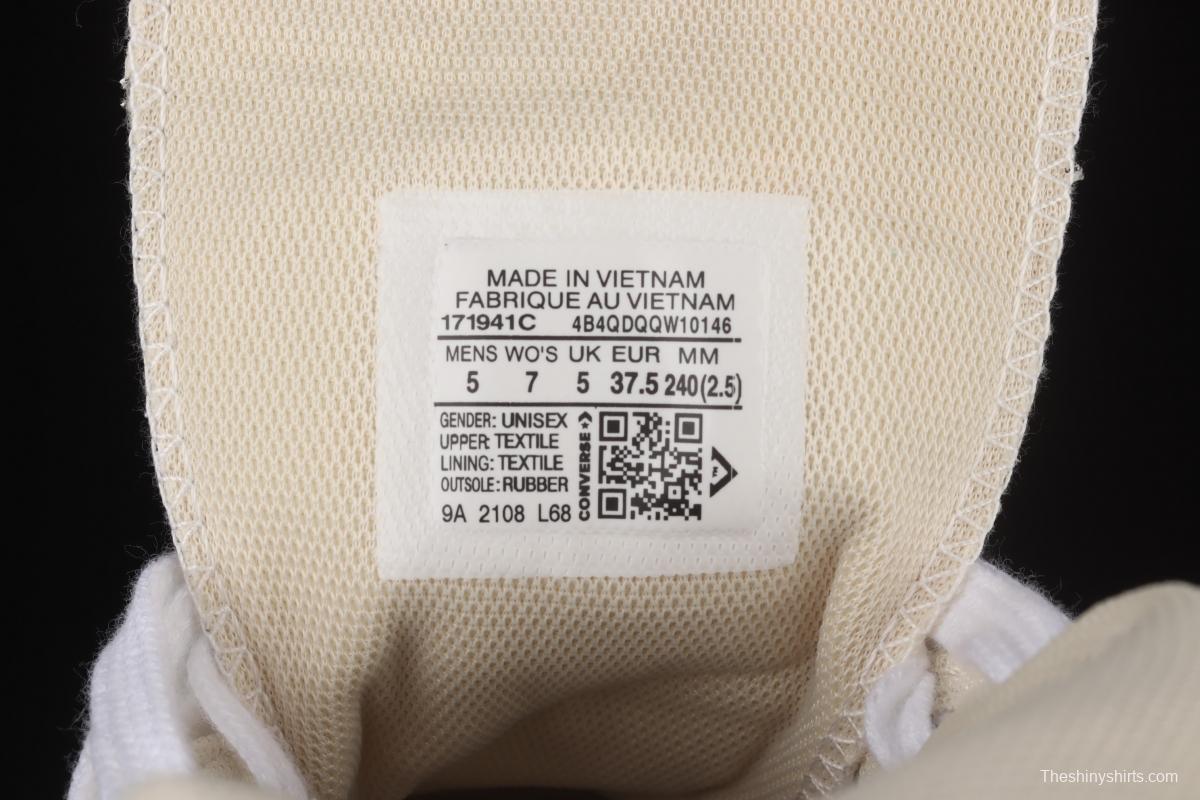 MADE IN VIETNAM
FABRIQUE AU VIETNAM
171941C 4B4QDQQW10146
MENS WO'S UK EUR MM
5 7 5 37.5 240(2.5)
GENDER: UNISEX
UPPER: TEXTILE
LINING: TEXTILE
OUTSOLE: RUBBER
9A 2108 L68
CONVERSE
F
Theshinyshirts.com